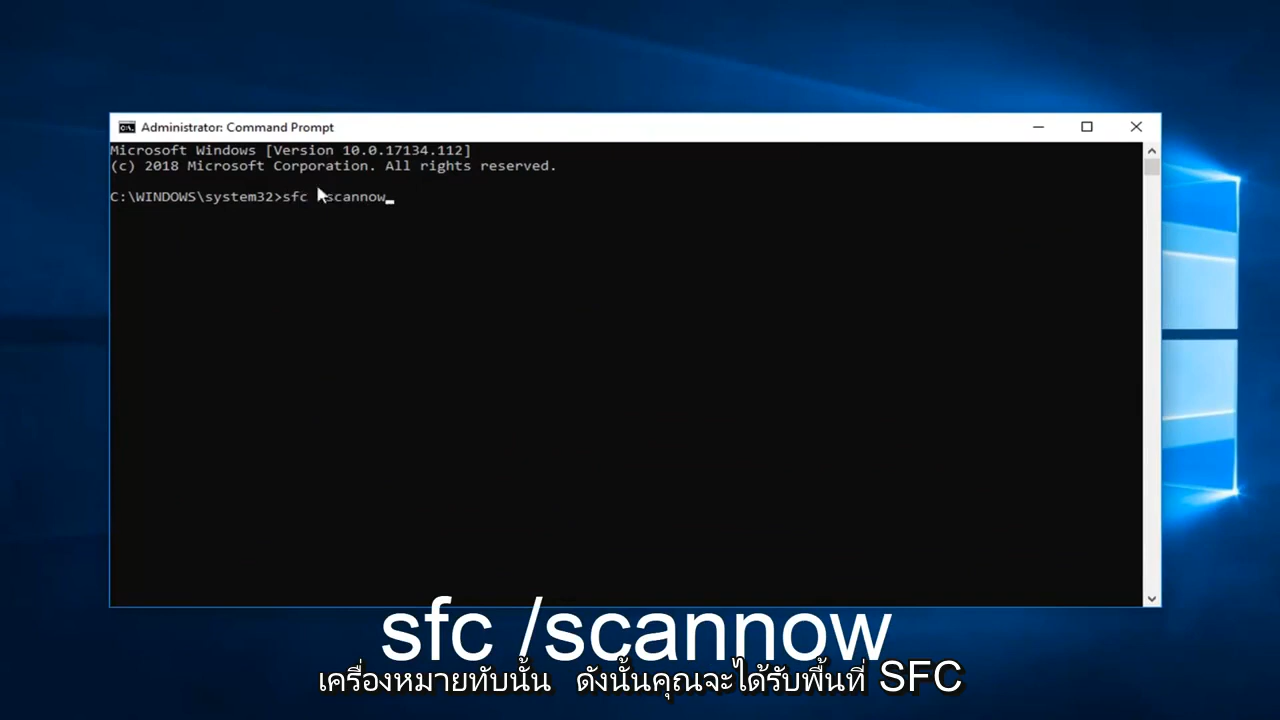 Administrator: Command Prompt
Microsoft Windows [Version 10.0.17134.112]
(c) 2018 Microsoft Corporation. All rights reserved.
C:\WINDOWS\system32>sfc /scannow
sfc /scannow
เครื่องหมายทับนั้น ดังนั้นคุณจะได้รับพื้นที่ SFC